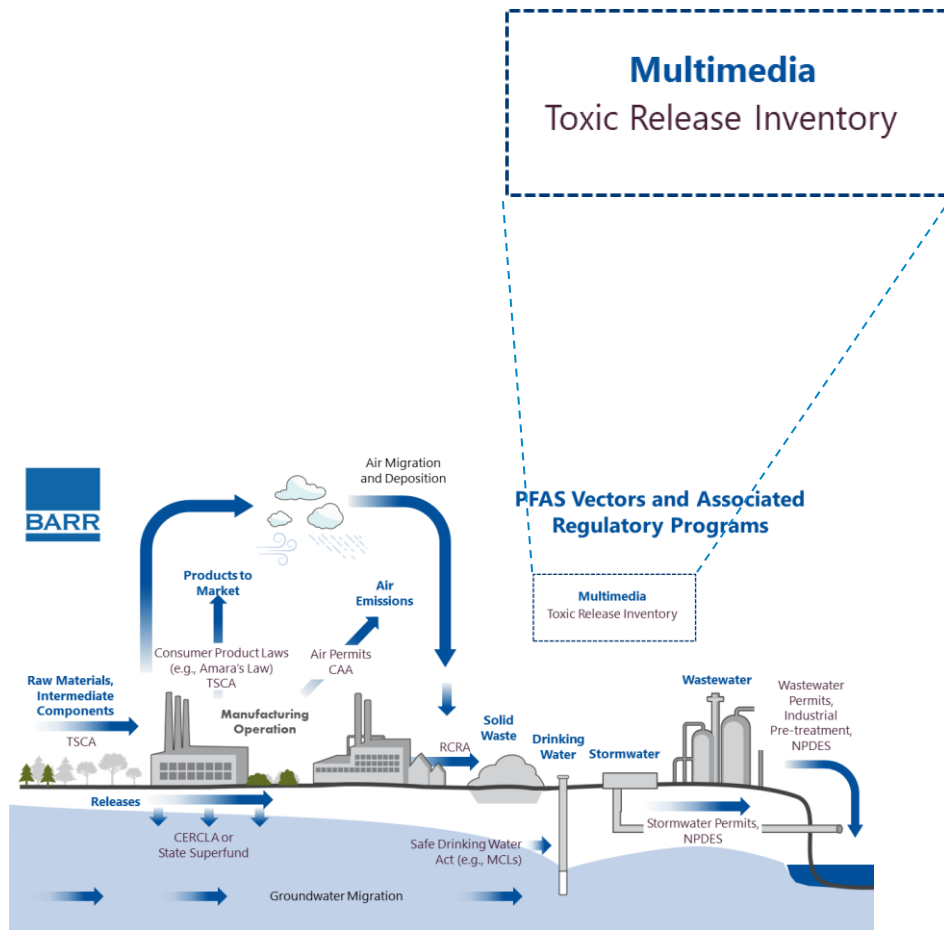 Multimedia
Toxic Release Inventory
BARR
Air Migration
and Deposition
PFAS Vectors and Associated
Regulatory Programs
Multimedia
Toxic Release Inventory
Products to
Market
Air
Emissions
Consumer Product Laws
(e.g., Amara's Law)
TSCA
Air Permits
CAA
Raw Materials,
Intermediate
Components
TSCA
Manufacturing
Operation
RCRA
Solid
Waste
Drinking
Water
Stormwater
Wastewater
Wastewater
Permits,
Industrial
Pre-treatment,
NPDES
Releases
CERCLA or
State Superfund
Safe Drinking Water
Act (e.g., MCLs)
Stormwater Permits,
NPDES
Groundwater Migration